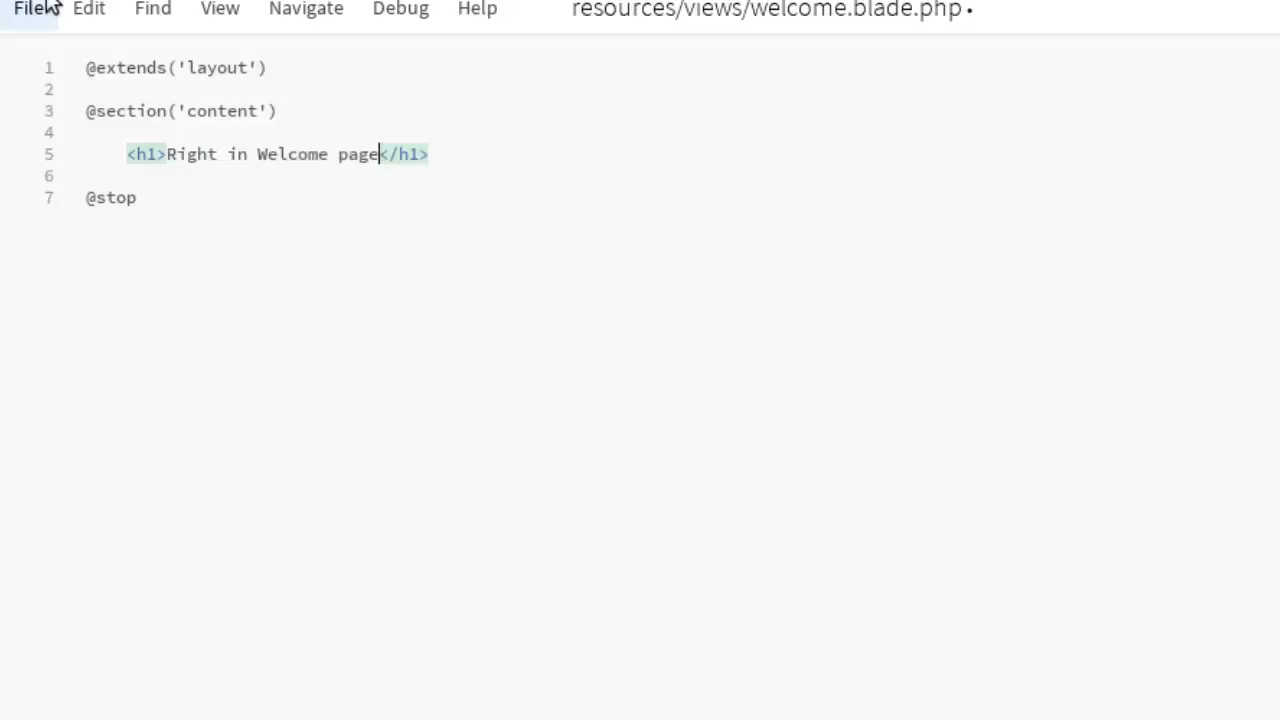 File Edit Find View Navigate Debug Help resources/views/welcome.blade.php •
1 @extends('layout')
2
3 @section('content')
4
5 <h1>Right in Welcome page</h1>
6
7 @stop